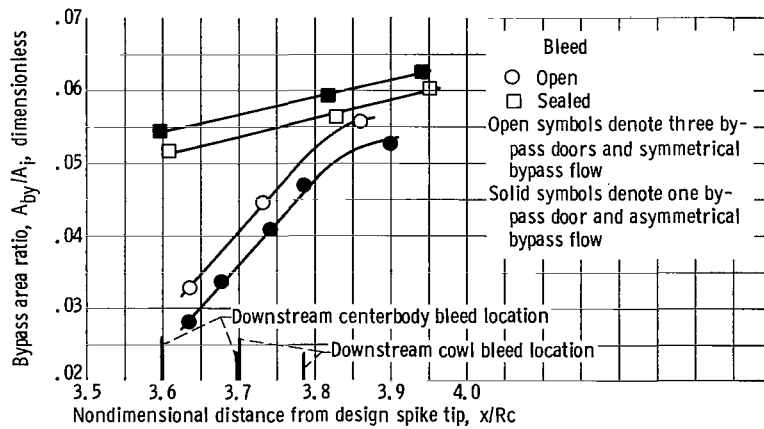 .07
.06
.05
.04
.03
.02
Bypass area ratio, A_by/A_i, dimensionless
Bleed
Open
Sealed
Open symbols denote three by-
pass doors and symmetrical
bypass flow
Solid symbols denote one by-
pass door and asymmetrical
bypass flow
Downstream centerbody bleed location
Downstream cowl bleed location
3.5 3.6 3.7 3.8 3.9 4.0
Nondimensional distance from design spike tip, x/Rc